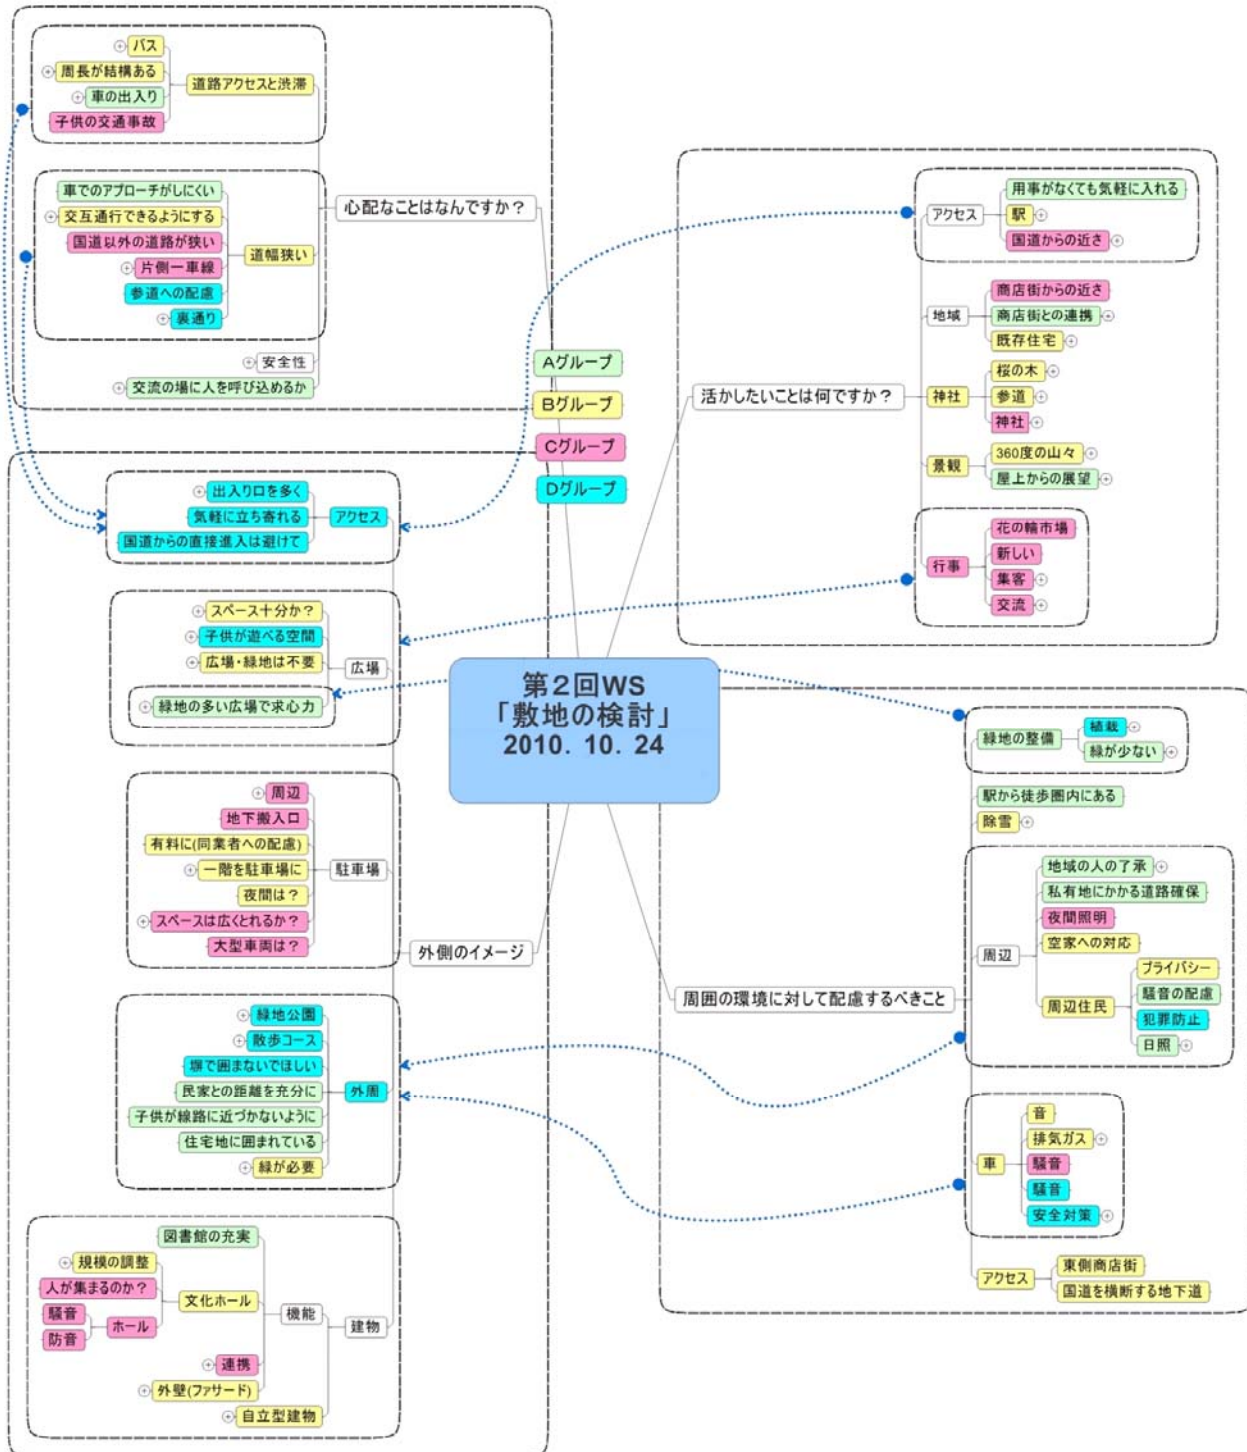 バス
周長が結構ある
車の出入り
子供の交通事故
道路アクセスと渋滞
車でのアプローチがしにくい
交互通行できるようにする
国道以外の道路が狭い
片側一車線
参道への配慮
裏通り
道幅狭い
安全性
交流の場に人を呼び込めるか
心配なことはなんですか？
Aグループ
Bグループ
Cグループ
Dグループ
用事がなくても気軽に入れる
駅
国道からの近さ
アクセス
商店街からの近さ
商店街との連携
既存住宅
地域
桜の木
参道
神社
神社
360度の山々
屋上からの展望
景観
花の輪市場
新しい
集客
交流
行事
活かしたいことは何ですか？
出入り口を多く
気軽に立ち寄れる
国道からの直接進入は避けて
アクセス
スペース十分か？
子供が遊べる空間
広場・緑地は不要
緑地の多い広場で求心力
広場
周辺
地下搬入口
有料に(同業者への配慮)
一階を駐車場に
夜間は？
スペースは広くとれるか？
大型車両は？
駐車場
外側のイメージ
緑地公園
散歩コース
塀で囲まないでほしい
民家との距離を充分に
子供が線路に近づかないように
住宅地に囲まれている
緑が必要
外周
図書館の充実
規模の調整
人が集まるのか？
騒音
防音
ホール
文化ホール
連携
外壁(ファサード)
機能
自立型建物
建物
第２回WS
「敷地の検討」
2010. 10. 24
緑地の整備
植栽
緑が少ない
駅から徒歩圏内にある
除雪
地域の人の了承
私有地にかかる道路確保
夜間照明
空家への対応
周辺
プライバシー
騒音の配慮
犯罪防止
日照
周辺住民
周囲の環境に対して配慮するべきこと
音
排気ガス
騒音
騒音
安全対策
車
東側商店街
国道を横断する地下道
アクセス